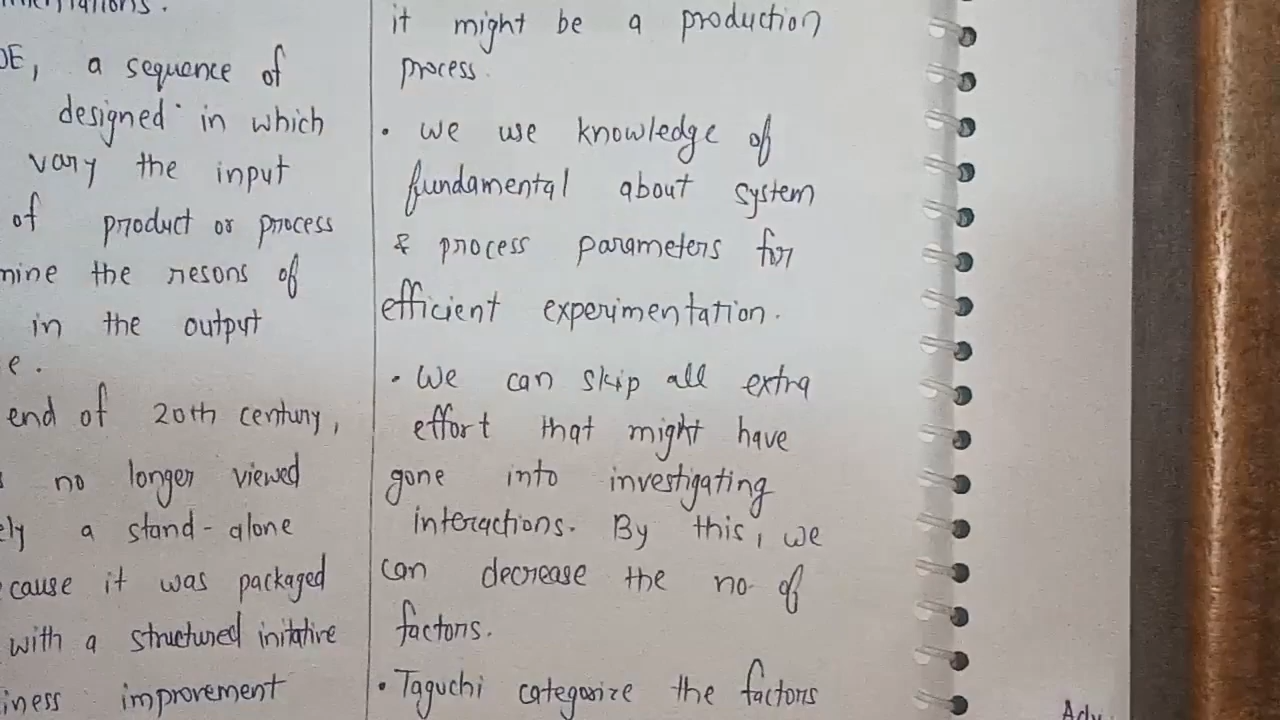 DE, a sequence of
designed in which
vary the input
of product or process
mine the resons of
in the output
e.
end of 20th century,
no longer viewed
ely a stand-alone
cause it was packaged
with a structured initative
iness improvement
it might be a production
process.
• We use knowledge of
fundamental about system
& process parameters for
efficient experimentation.
• We can skip all extra
effort that might have
gone into investigating
interactions. By this, we
can decrease the no. of
factors.
• Taguchi categorize the factors
Adv